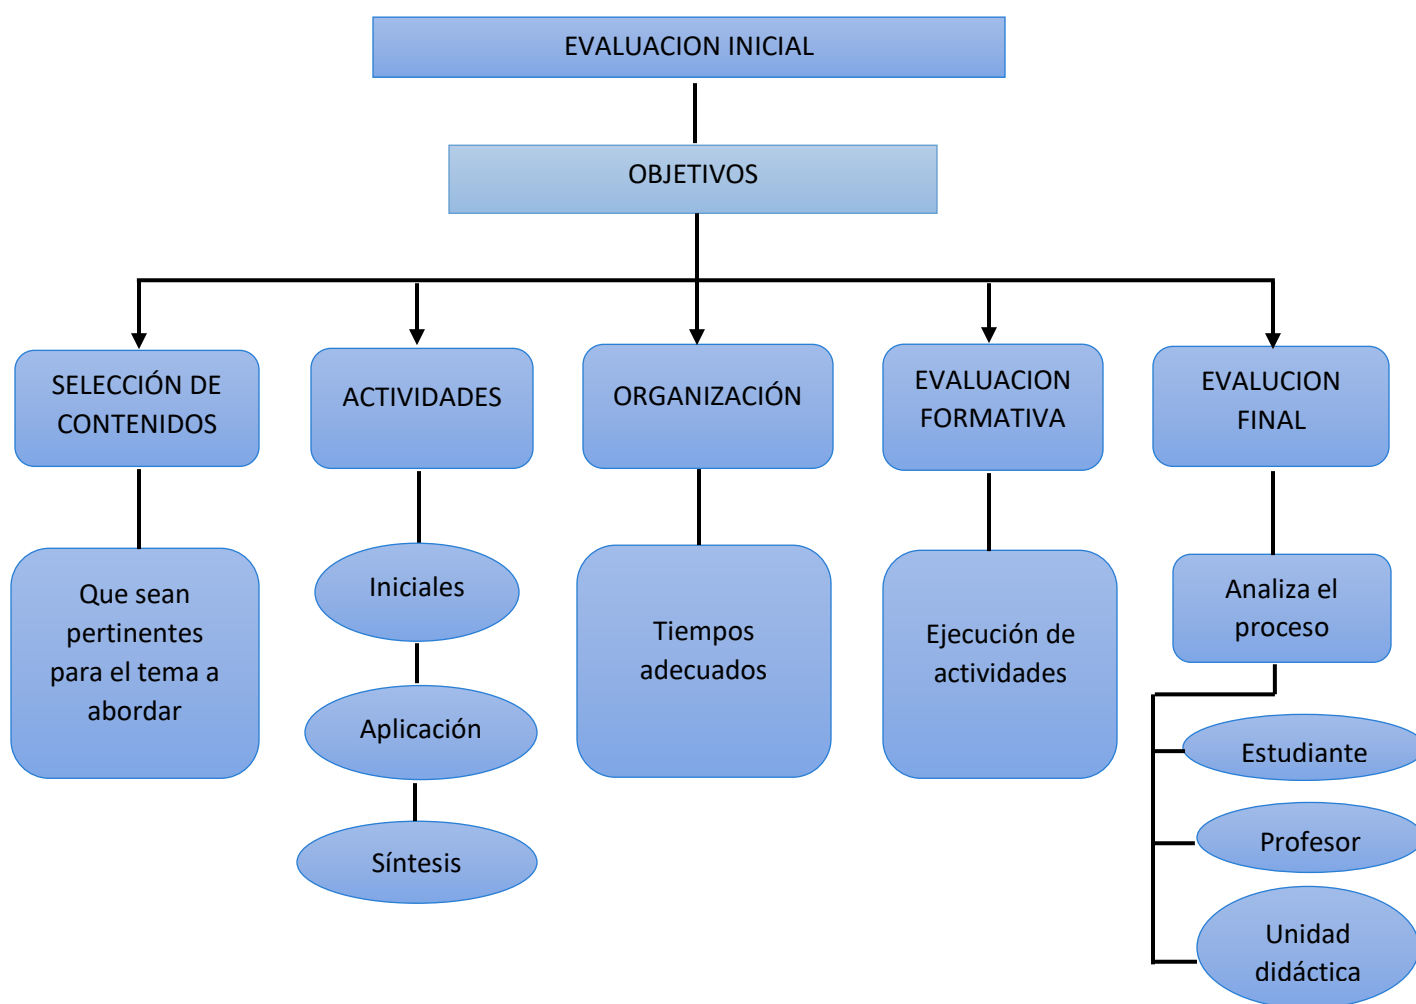 EVALUACION INICIAL
OBJETIVOS
SELECCIÓN DE
CONTENIDOS
ACTIVIDADES
ORGANIZACIÓN
EVALUACION
FORMATIVA
EVALUCION
FINAL
Que sean
pertinentes
para el tema a
abordar
Iniciales
Aplicación
Síntesis
Tiempos
adecuados
Ejecución de
actividades
Analiza el
proceso
Estudiante
Profesor
Unidad
didáctica